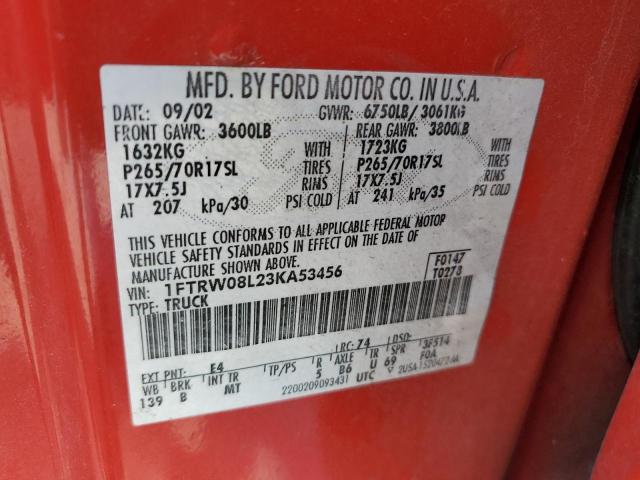 MFD. BY FORD MOTOR CO. IN U.S.A.
DATE: 09/02 GVWR: 6750LB/ 3061KG
FRONT GAWR: 3600LB REAR GAWR: 3800LB
1632KG WITH 1723KG WITH
P265/70R17SL TIRES P265/70R17SL TIRES
17X7.5J RIMS 17X7.5J RIMS
AT 207 kPa/30 PSI COLD AT 241 kPa/35 PSI COLD
THIS VEHICLE CONFORMS TO ALL APPLICABLE FEDERAL MOTOR
VEHICLE SAFETY STANDARDS IN EFFECT ON THE DATE OF
MANUFACTURE SHOWN ABOVE.
VIN: 1FTRW08L23KA53456 F0147
TYPE: TRUCK T0273
EXT PNT: E4 RC: 74 DSO: 3F514
WB BRK INT TR TP/PS R AXLE TR SPR F0A
139 B MT 5 B6 U 69
2200209093431 UTC